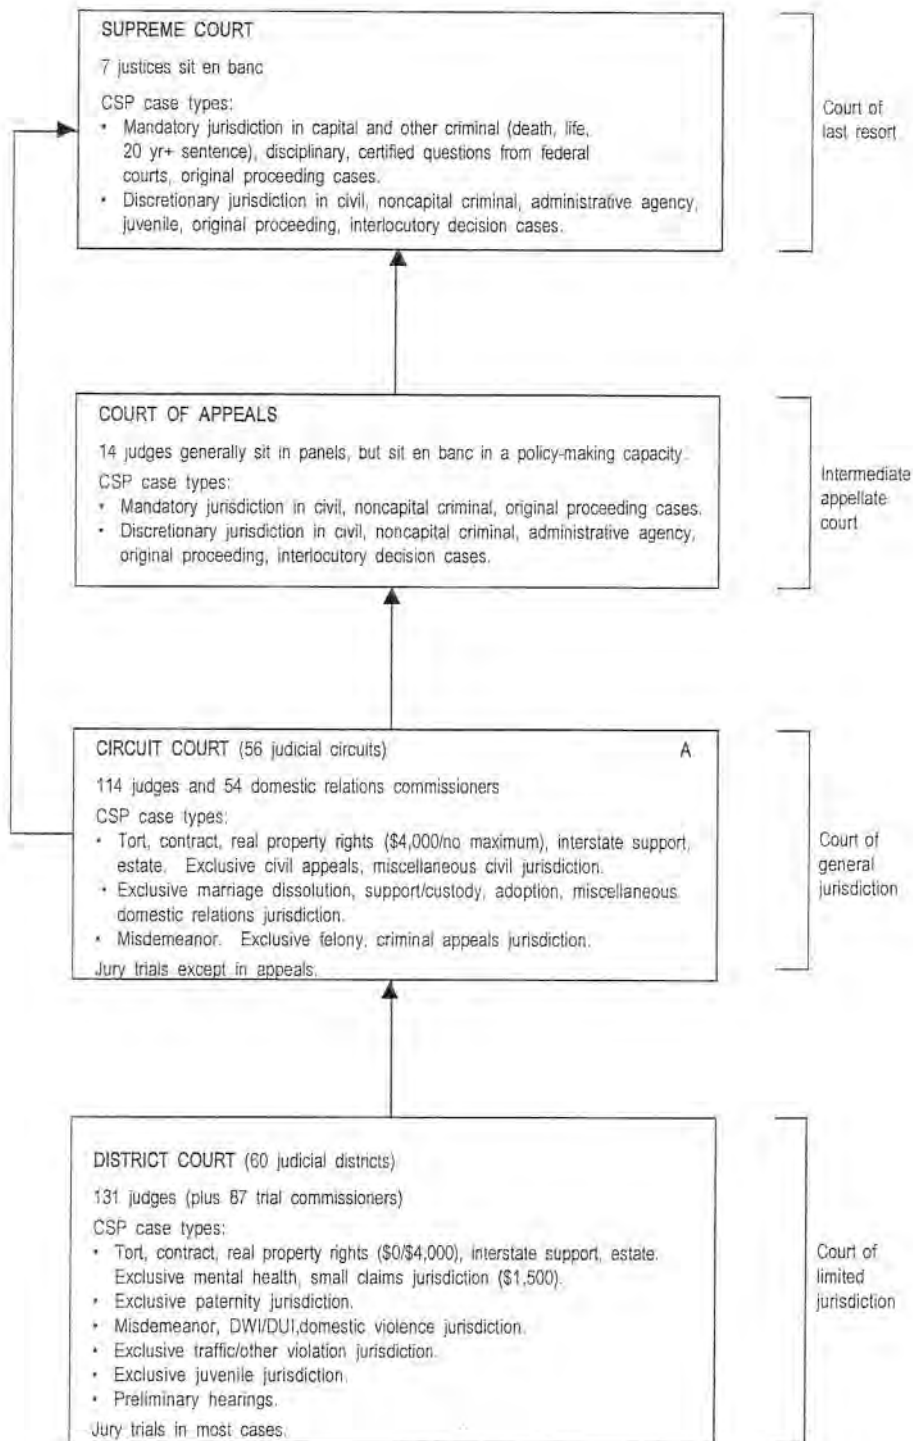 SUPREME COURT
7 justices sit en banc
CSP case types:
• Mandatory jurisdiction in capital and other criminal (death, life,
20 yr+ sentence), disciplinary, certified questions from federal
courts, original proceeding cases.
• Discretionary jurisdiction in civil, noncapital criminal, administrative agency,
juvenile, original proceeding, interlocutory decision cases.
Court of
last resort
COURT OF APPEALS
14 judges generally sit in panels, but sit en banc in a policy-making capacity.
CSP case types:
• Mandatory jurisdiction in civil, noncapital criminal, original proceeding cases.
• Discretionary jurisdiction in civil, noncapital criminal, administrative agency,
original proceeding, interlocutory decision cases.
Intermediate
appellate
court
CIRCUIT COURT (56 judicial circuits) A
114 judges and 54 domestic relations commissioners
CSP case types:
• Tort, contract, real property rights ($4,000/no maximum), interstate support,
estate. Exclusive civil appeals, miscellaneous civil jurisdiction.
• Exclusive marriage dissolution, support/custody, adoption, miscellaneous
domestic relations jurisdiction.
• Misdemeanor. Exclusive felony, criminal appeals jurisdiction.
Jury trials except in appeals.
Court of
general
jurisdiction
DISTRICT COURT (60 judicial districts)
131 judges (plus 87 trial commissioners)
CSP case types:
• Tort, contract, real property rights ($0/$4,000), interstate support, estate.
Exclusive mental health, small claims jurisdiction ($1,500).
• Exclusive paternity jurisdiction.
• Misdemeanor, DWI/DUI,domestic violence jurisdiction.
• Exclusive traffic/other violation jurisdiction.
• Exclusive juvenile jurisdiction.
• Preliminary hearings.
Jury trials in most cases.
Court of
limited
jurisdiction